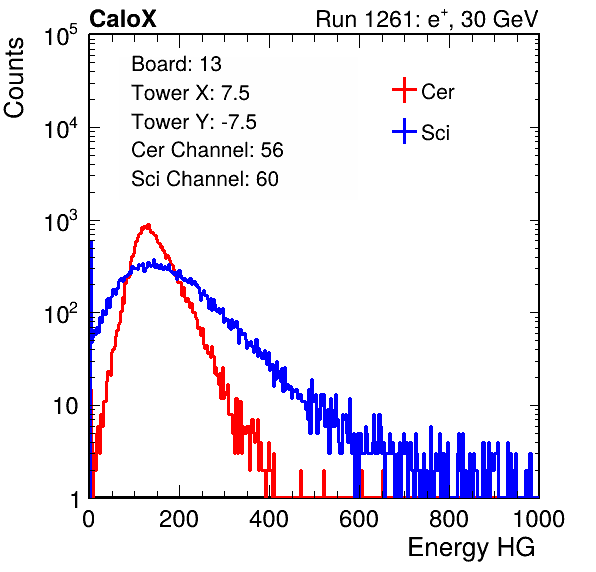 CaloX Run 1261: e⁺, 30 GeV
Counts
Board: 13
Tower X: 7.5
Tower Y: -7.5
Cer Channel: 56
Sci Channel: 60
Cer
Sci
10⁵
10⁴
10³
10²
10
1
0 200 400 600 800 1000
Energy HG